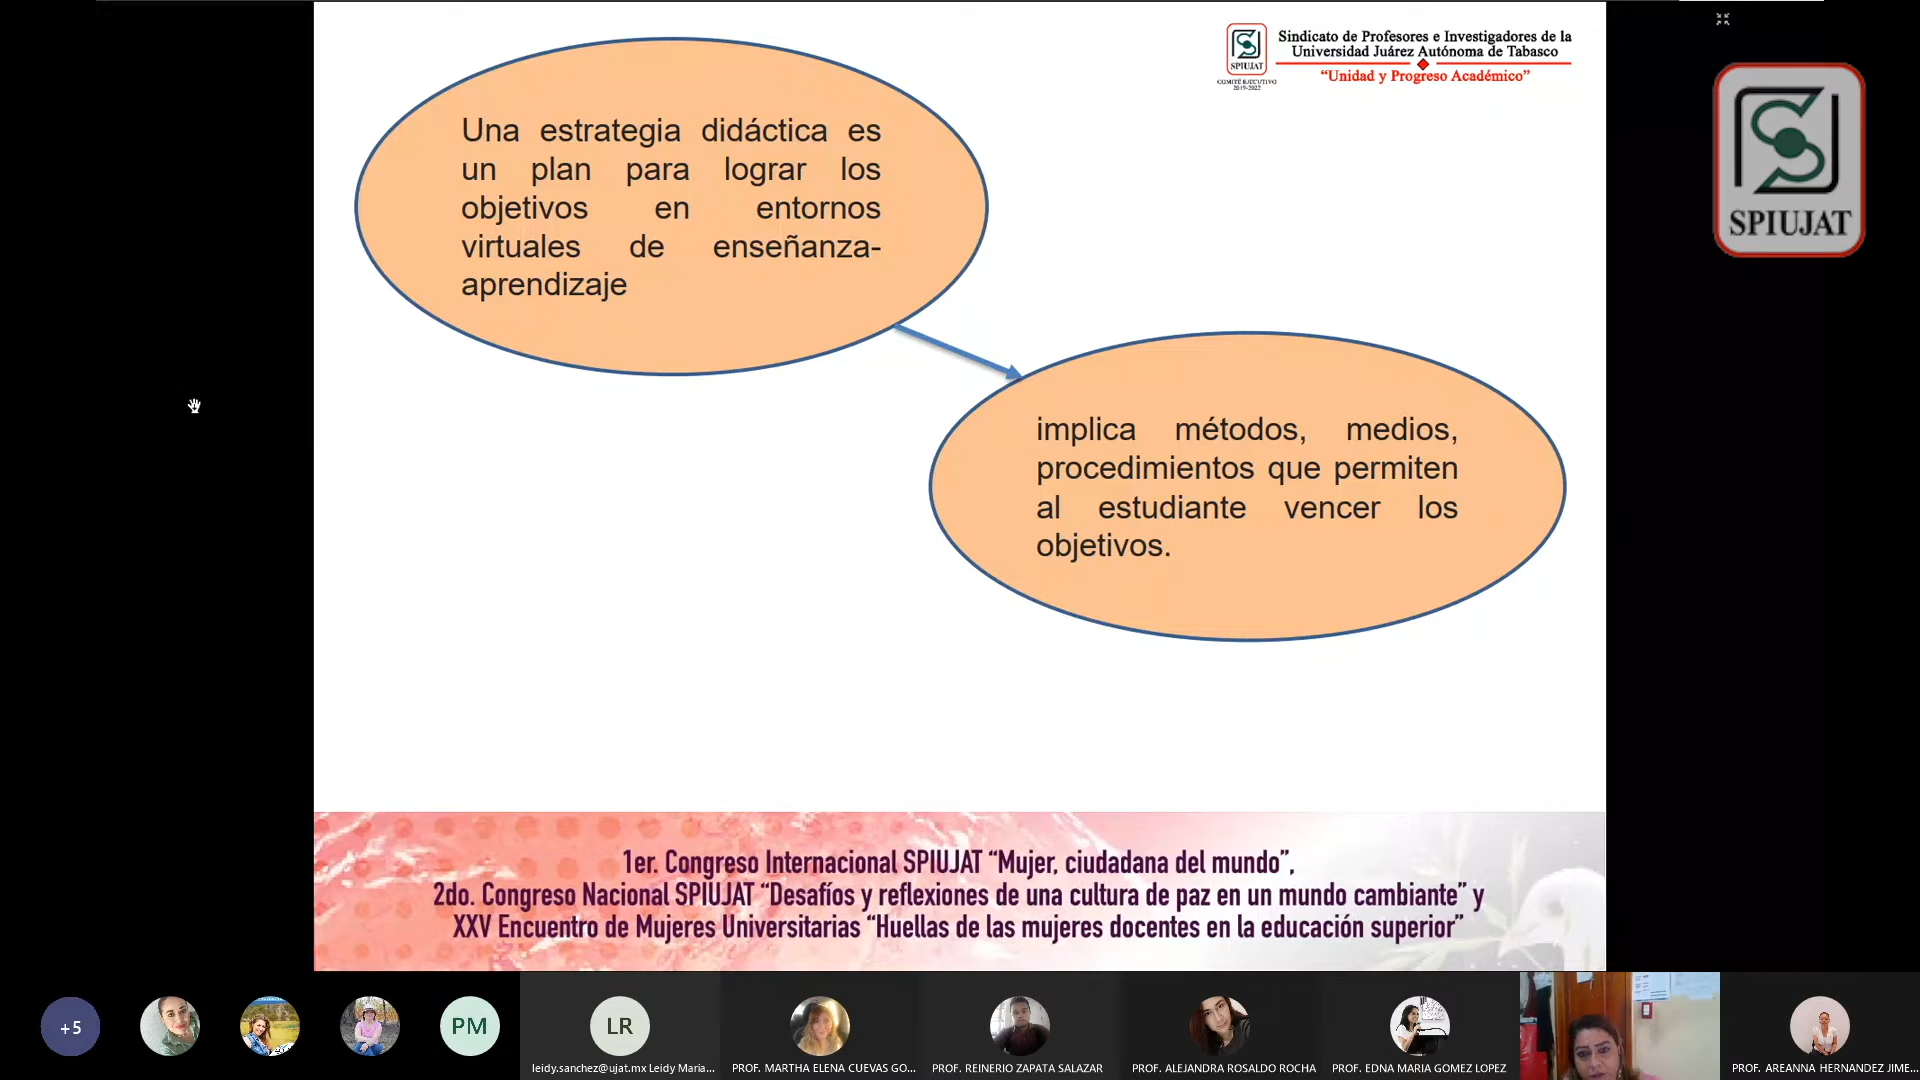 Sindicato de Profesores e Investigadores de la
Universidad Juárez Autónoma de Tabasco
“Unidad y Progreso Académico”
SPIUJAT
COMITÉ EJECUTIVO
2019-2022
SPIUJAT
Una estrategia didáctica es
un plan para lograr los
objetivos en entornos
virtuales de enseñanza-
aprendizaje
implica métodos, medios,
procedimientos que permiten
al estudiante vencer los
objetivos.
1er. Congreso Internacional SPIUJAT “Mujer, ciudadana del mundo”,
2do. Congreso Nacional SPIUJAT “Desafíos y reflexiones de una cultura de paz en un mundo cambiante” y
XXV Encuentro de Mujeres Universitarias “Huellas de las mujeres docentes en la educación superior”
+5
PM
LR
leidy.sanchez@ujat.mx Leidy Maria...
PROF. MARTHA ELENA CUEVAS GO...
PROF. REINERIO ZAPATA SALAZAR
PROF. ALEJANDRA ROSALDO ROCHA
PROF. EDNA MARIA GOMEZ LOPEZ
PROF. AREANNA HERNANDEZ JIME...